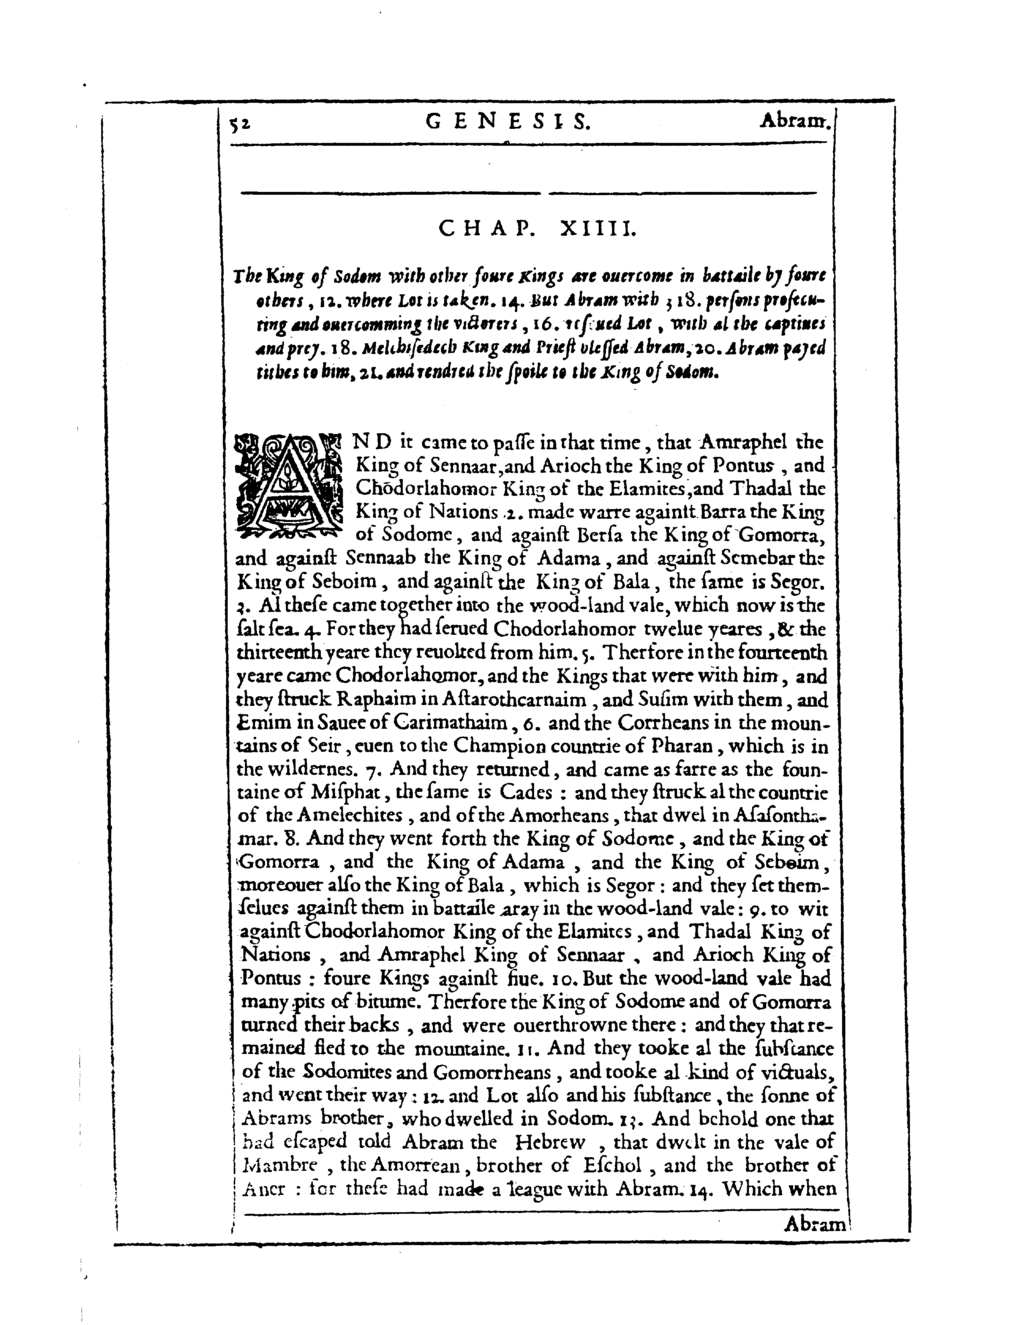 52 GENESIS. Abram.
CHAP. XIIII.
The King of Sodom with other foure Kings are ouercome in battaile by foure
others, 12. where Lot is taken. 14. But Abram with 318. perſons proſecu-
ting and ouercomming the victorers, 16. reſcued Lot, with al the captiues
and prey. 18. Melchiſedech King and Prieſt bleſſed Abram, 20. Abram payed
tithes to him, 21. and rendred the ſpoile to the King of Sodom.
AND it came to paſſe in that time, that Amraphel the
King of Sennaar, and Arioch the King of Pontus, and
Chōdorlahomor King of the Elamites, and Thadal the
King of Nations .2. made warre againſt Barra the King
of Sodome, and againſt Berſa the King of Gomorra,
and againſt Sennaab the King of Adama, and againſt Semebar the
King of Seboim, and againſt the King of Bala, the ſame is Segor.
3. Al theſe came together into the wood-land vale, which now is the
ſalt ſea. 4. For they had ſerued Chodorlahomor twelue yeares, & the
thirteenth yeare they reuolted from him. 5. Therfore in the fourteenth
yeare came Chodorlahomor, and the Kings that were with him, and
they ſtruck Raphaim in Aſtarothcarnaim, and Suſim with them, and
Emim in Sauee of Carimathaim, 6. and the Corrheans in the moun-
tains of Seir, euen to the Champion countrie of Pharan, which is in
the wildernes. 7. And they returned, and came as farre as the foun-
taine of Miſphat, the ſame is Cades : and they ſtruck al the countrie
of the Amelechites, and of the Amorheans, that dwel in Aſaſontha-
mar. 8. And they went forth the King of Sodome, and the King of
Gomorra, and the King of Adama, and the King of Seboim,
moreouer alſo the King of Bala, which is Segor : and they ſet them-
ſelues againſt them in battaile aray in the wood-land vale : 9. to wit
againſt Chodorlahomor King of the Elamites, and Thadal King of
Nations, and Amraphel King of Sennaar, and Arioch King of
Pontus : foure Kings againſt fiue. 10. But the wood-land vale had
many pits of bitume. Therfore the King of Sodome and of Gomorra
turned their backs, and were ouerthrowne there : and they that re-
mained fled to the mountaine. 11. And they tooke al the ſubſtance
of the Sodomites and Gomorrheans, and tooke al kind of victuals,
and went their way : 12. and Lot alſo and his ſubſtance, the ſonne of
Abrams brother, who dwelled in Sodom. 13. And behold one that
had eſcaped told Abram the Hebrew, that dwelt in the vale of
Mambre, the Amorrean, brother of Eſchol, and the brother of
Aner : for theſe had made a league with Abram. 14. Which when
Abram